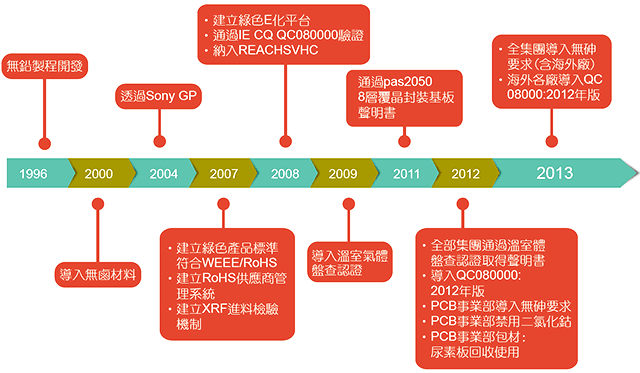 無鉛製程開發
透過Sony GP
• 建立綠色E化平台
• 通過IE CQ QC080000驗證
• 納入REACHSVHC
通過pas2050
8層覆晶封裝基板
聲明書
• 全集團導入無砷
要求(含海外廠)
• 海外各廠導入QC
08000:2012年版
1996
2000
2004
2007
2008
2009
2011
2012
2013
導入無鹵材料
• 建立綠色產品標準
符合WEEE/RoHS
• 建立RoHS供應商管
理系統
• 建立XRF進料檢驗
機制
導入溫室氣體
盤查認證
• 全部集團通過溫室體
盤查認證取得聲明書
• 導入QC080000:
2012年版
• PCB事業部導入無砷要求
• PCB事業部禁用二氯化鈷
• PCB事業部包材:
尿素板回收使用